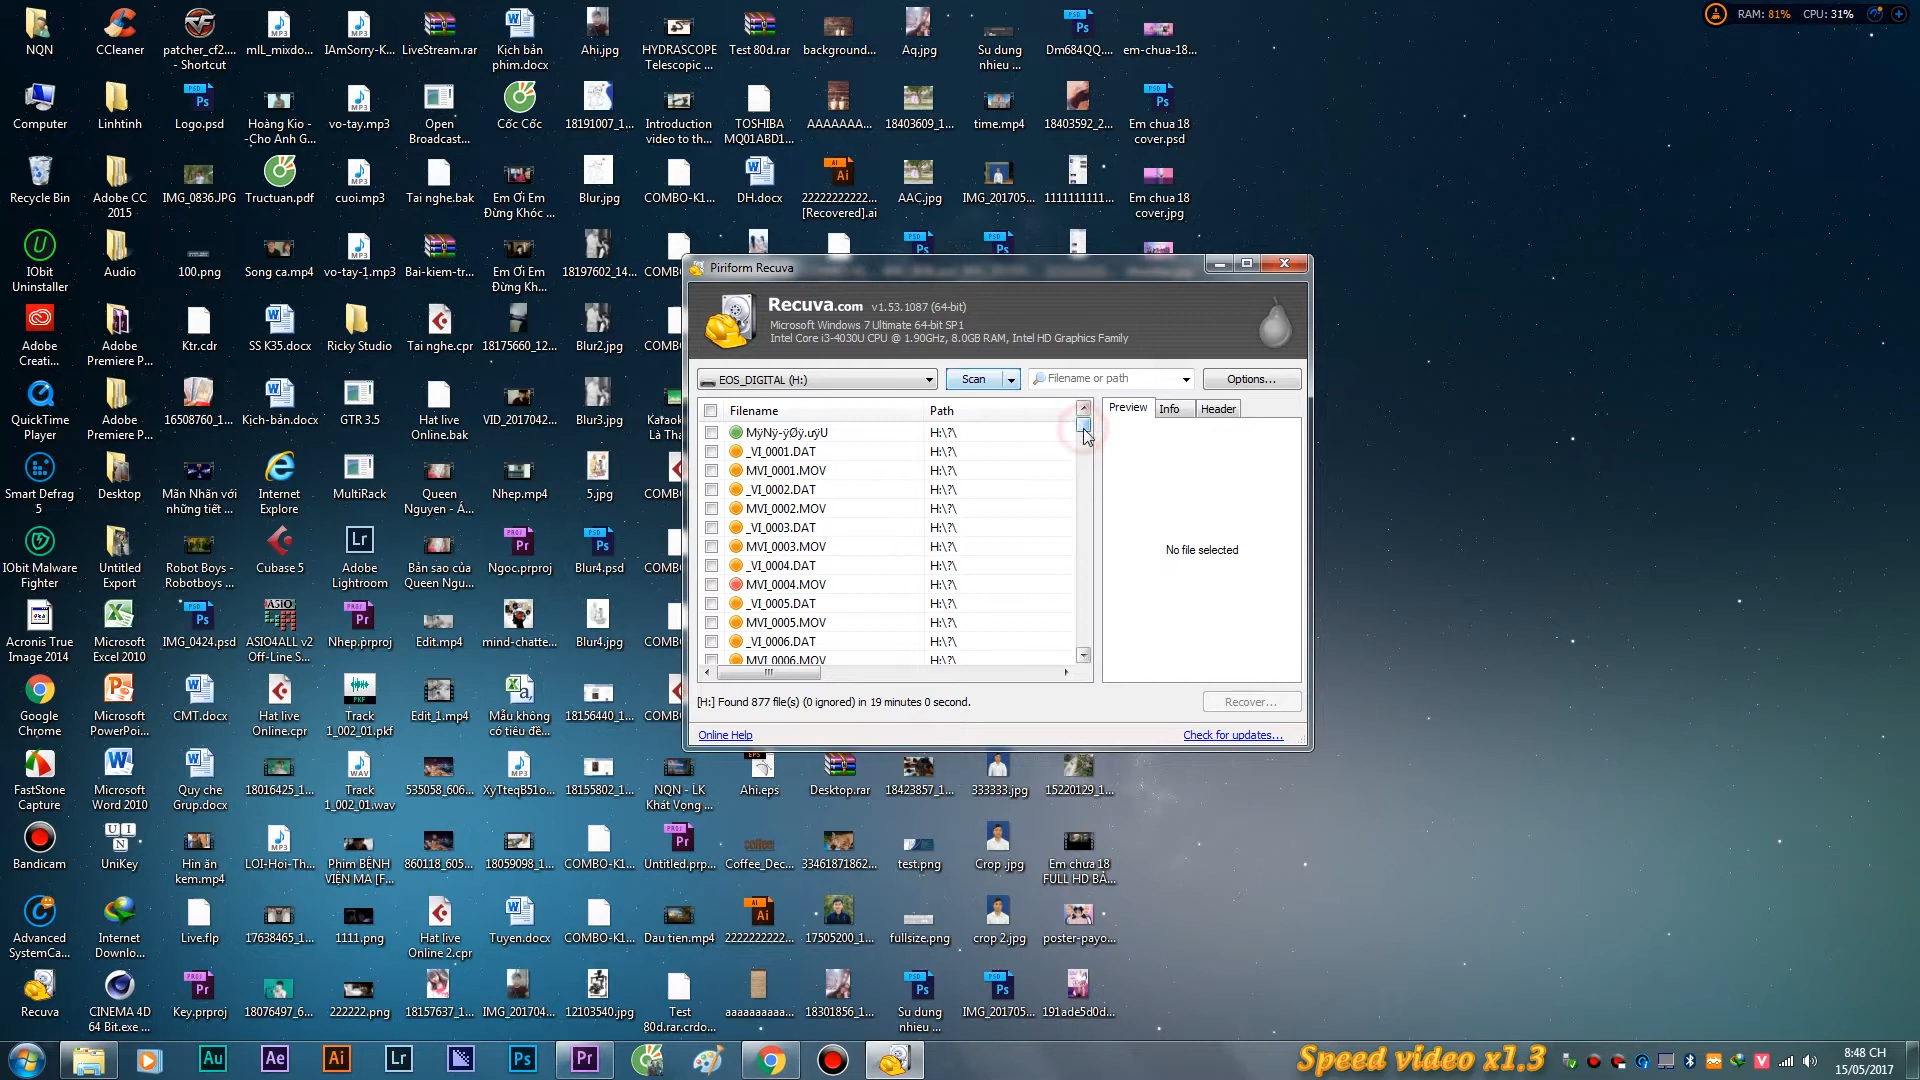 RAM: 81% CPU: 31%
NQN
CCleaner
patcher_cf2....
- Shortcut
mIL_mixdo...
IAmSorry-K...
LiveStream.rar
Kịch bản
phim.docx
Ahi.jpg
HYDRASCOPE
Telescopic ...
Test 80d.rar
background...
Aq.jpg
Su dung
nhieu ...
Dm684QQ....
em-chua-18...
Computer
Linhtinh
Logo.psd
Hoàng Kio -
-Cho Anh G...
vo-tay.mp3
Open
Broadcast...
Cốc Cốc
18191007_1...
Introduction
video to th...
TOSHIBA
MQ01ABD1...
AAAAAAA...
18403609_1...
time.mp4
18403592_2...
Em chua 18
cover.psd
Recycle Bin
Adobe CC
2015
IMG_0836.JPG
Tructuan.pdf
cuoi.mp3
Tai nghe.bak
Em Ơi Em
Đừng Khóc ...
Blur.jpg
COMBO-K1...
DH.docx
22222222222...
[Recovered].ai
AAC.jpg
IMG_201705...
1111111111...
Em chua 18
cover.jpg
IObit
Uninstaller
Audio
100.png
Song ca.mp4
vo-tay-1.mp3
Bai-kiem-tr...
Em Ơi Em
Đừng Kh...
18197602_14...
COMB
Adobe
Creati...
Adobe
Premiere P...
Ktr.cdr
SS K35.docx
Ricky Studio
Tai nghe.cpr
18175660_12...
Blur2.jpg
COMB
QuickTime
Player
Adobe
Premiere P...
16508760_1...
Kịch-bản.docx
GTR 3.5
Hat live
Online.bak
VID_2017042...
Blur3.jpg
Karaok
Là Tha
Smart Defrag
5
Desktop
Mãn Nhãn với
những tiết ...
Internet
Explore
MultiRack
Queen
Nguyen - Á...
Nhep.mp4
5.jpg
COMB
IObit Malware
Fighter
Untitled
Export
Robot Boys -
Robotboys ...
Cubase 5
Adobe
Lightroom
Bản sao của
Queen Ngu...
Ngoc.prproj
Blur4.psd
COMBO
Acronis True
Image 2014
Microsoft
Excel 2010
IMG_0424.psd
ASIO4ALL v2
Off-Line S...
Nhep.prproj
Edit.mp4
mind-chatte...
Blur4.jpg
COMBO
Google
Chrome
Microsoft
PowerPoi...
CMT.docx
Hat live
Online.cpr
Track
1_002_01.pkf
Edit_1.mp4
Mẫu không
có tiêu đề...
18156440_1...
COMBO
Piriform Recuva
Recuva.com v1.53.1087 (64-bit)
Microsoft Windows 7 Ultimate 64-bit SP1
Intel Core i3-4030U CPU @ 1.90GHz, 8.0GB RAM, Intel HD Graphics Family
EOS_DIGITAL (H:)
Scan
Filename or path
Options...
Filename Path
Preview Info Header
MÿNÿ-ÿØÿ.ưÿU H:\?\
_VI_0001.DAT H:\?\
MVI_0001.MOV H:\?\
_VI_0002.DAT H:\?\
MVI_0002.MOV H:\?\
_VI_0003.DAT H:\?\
MVI_0003.MOV H:\?\
No file selected
_VI_0004.DAT H:\?\
MVI_0004.MOV H:\?\
_VI_0005.DAT H:\?\
MVI_0005.MOV H:\?\
_VI_0006.DAT H:\?\
MVI_0006.MOV H:\?\
[H:] Found 877 file(s) (0 ignored) in 19 minutes 0 second.
Recover...
Online Help
Check for updates...
FastStone
Capture
Microsoft
Word 2010
Quy che
Grup.docx
18016425_1...
Track
1_002_01.wav
535058_606...
XyTteqB51o...
18155802_1...
NQN - LK
Khát Vọng ...
Ahi.eps
Desktop.rar
18423857_1...
333333.jpg
15220129_1...
Bandicam
UniKey
Hin ăn
kem.mp4
LOI-Hoi-Th...
Phim BỆNH
VIỆN MA [F...
860118_605...
18059098_1...
COMBO-K1...
Untitled.prp...
Coffee_Dec...
33461871862...
test.png
Crop .jpg
Em chưa 18
FULL HD BẢ...
Advanced
SystemCa...
Internet
Downlo...
Live.flp
17638465_1...
1111.png
Hat live
Online 2.cpr
Tuyen.docx
COMBO-K1...
Dau tien.mp4
2222222222...
17505200_1...
fullsize.png
crop 2.jpg
poster-payo...
Recuva
CINEMA 4D
64 Bit.exe ...
Key.prproj
18076497_6...
222222.png
18157637_1...
IMG_201704...
12103540.jpg
Test
80d.rar.crdo...
aaaaaaaaaa...
18301856_1...
Su dung
nhieu ...
IMG_201705...
191ade5d0d...
Speed video x1.3
8:48 CH
15/05/2017